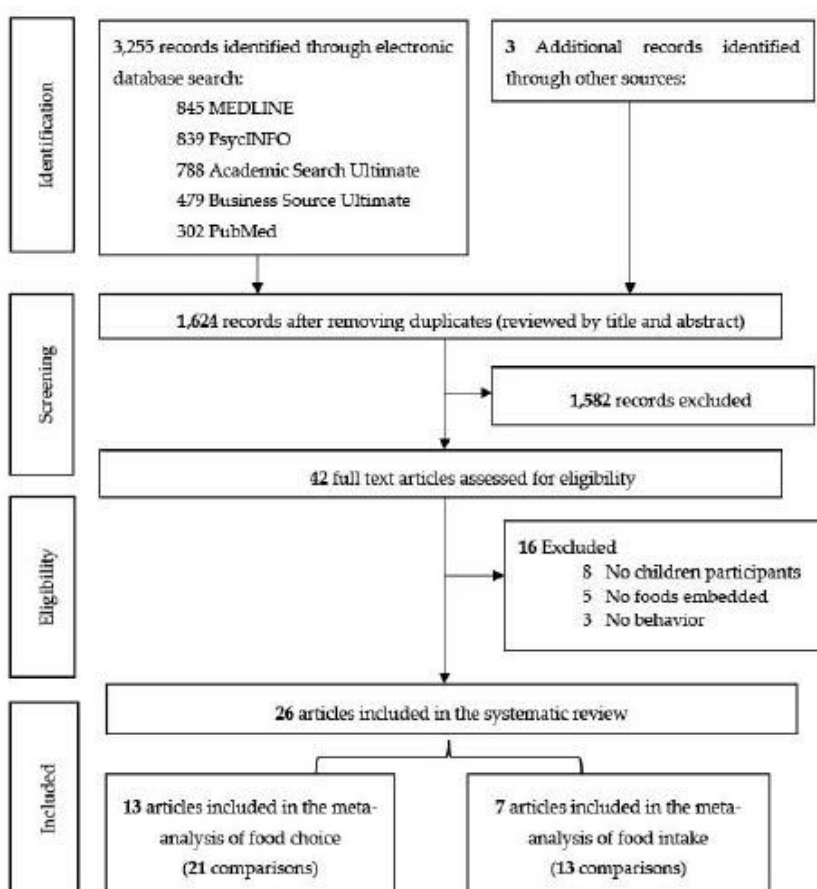 Identification
3,255 records identified through electronic
database search:
845 MEDLINE
839 PsycINFO
788 Academic Search Ultimate
479 Business Source Ultimate
302 PubMed
3 Additional records identified
through other sources:
Screening
1,624 records after removing duplicates (reviewed by title and abstract)
1,582 records excluded
42 full text articles assessed for eligibility
Eligibility
16 Excluded
8 No children participants
5 No foods embedded
3 No behavior
Included
26 articles included in the systematic review
13 articles included in the meta-
analysis of food choice
(21 comparisons)
7 articles included in the meta-
analysis of food intake
(13 comparisons)